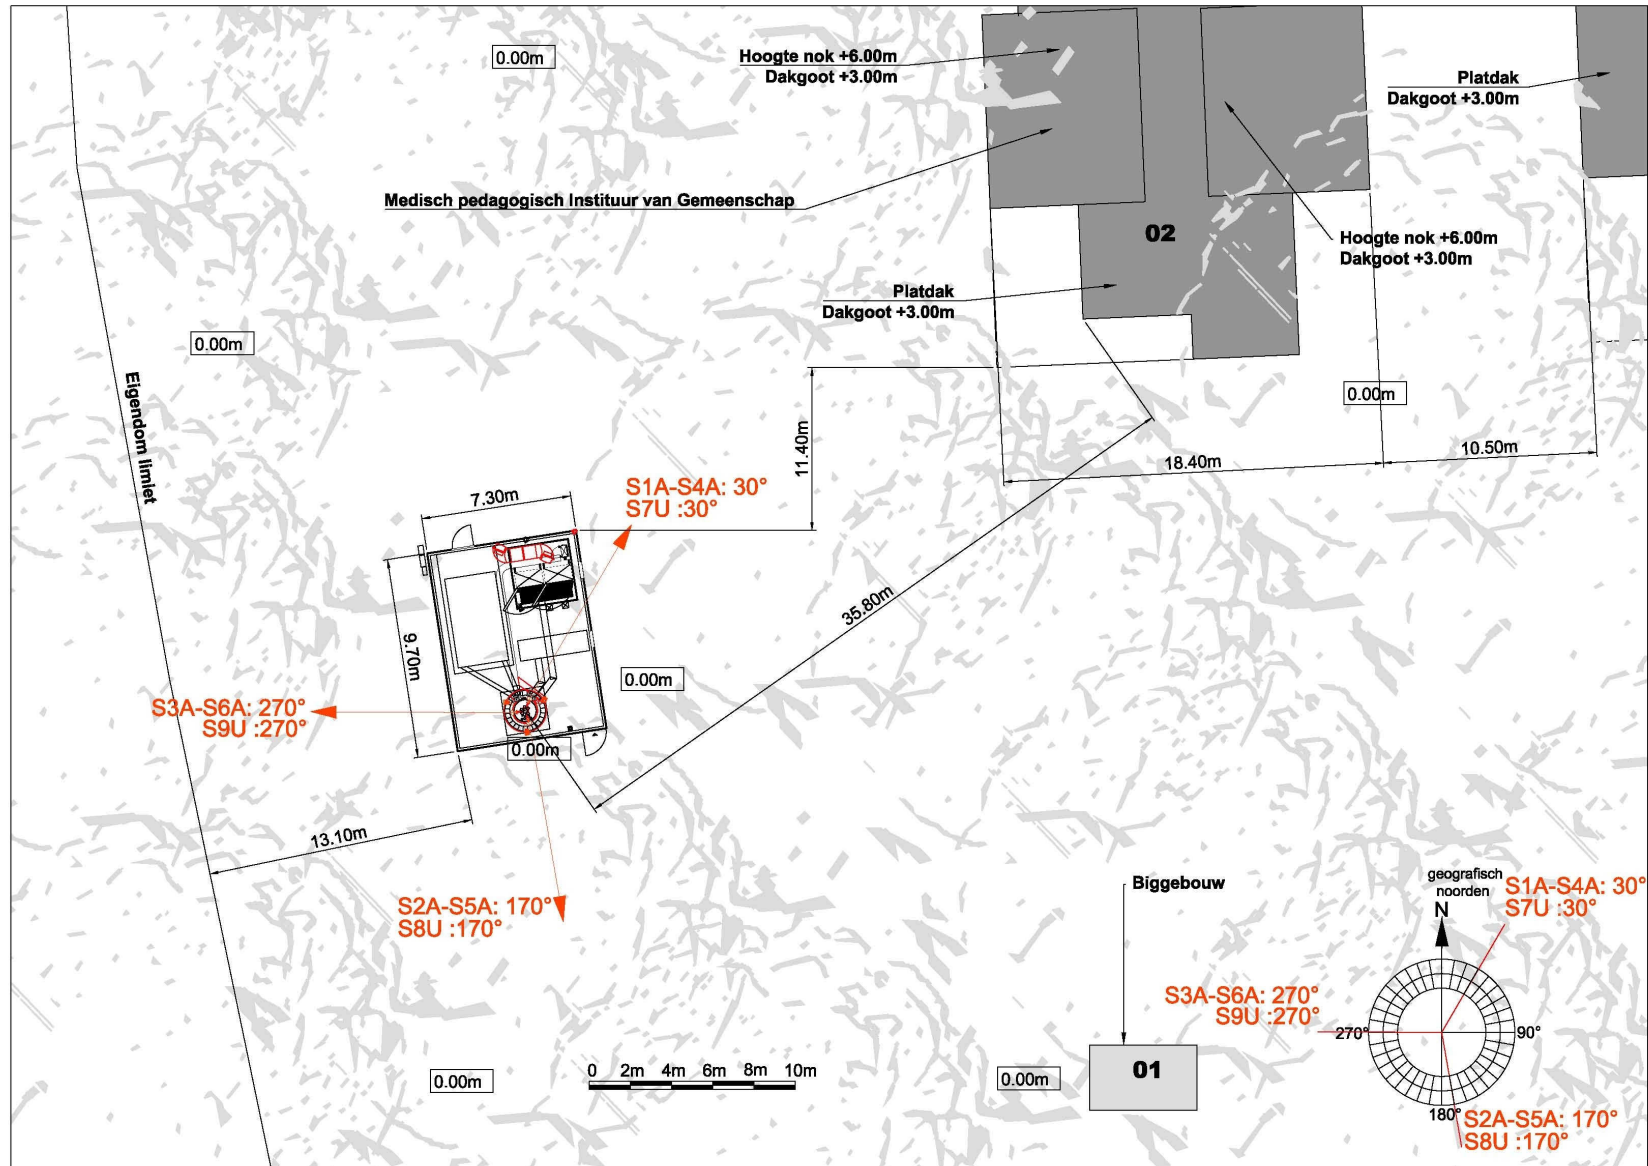 0.00m
Hoogte nok +6.00m
Dakgoot +3.00m
Platdak
Dakgoot +3.00m
Medisch pedagogisch Instituur van Gemeenschap
02
Hoogte nok +6.00m
Dakgoot +3.00m
Platdak
Dakgoot +3.00m
0.00m
0.00m
Eigendom limiet
11.40m
18.40m
10.50m
7.30m
S1A-S4A: 30°
S7U :30°
35.80m
9.70m
0.00m
S3A-S6A: 270°
S9U :270°
0.00m
13.10m
S2A-S5A: 170°
S8U :170°
Biggebouw
geografisch
noorden
N
S1A-S4A: 30°
S7U :30°
S3A-S6A: 270°
S9U :270°
270°
90°
180°
S2A-S5A: 170°
S8U :170°
0.00m
0 2m 4m 6m 8m 10m
0.00m
01